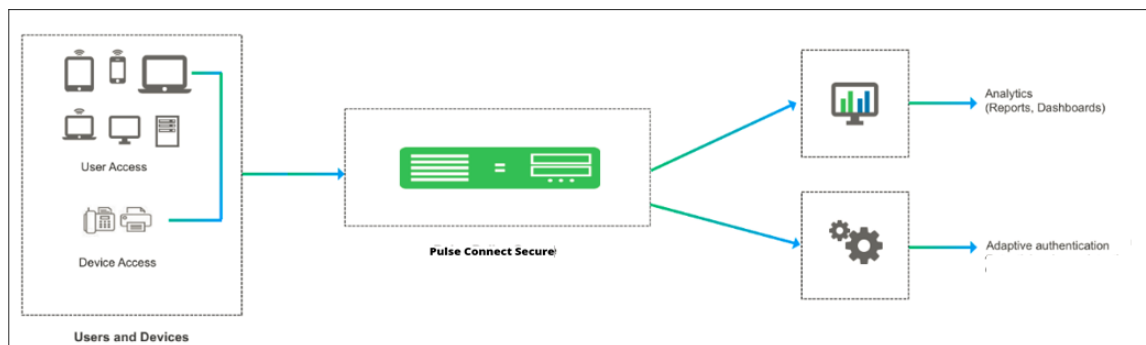 User Access
Device Access
Users and Devices
Pulse Connect Secure
Analytics
(Reports, Dashboards)
Adaptive authentication